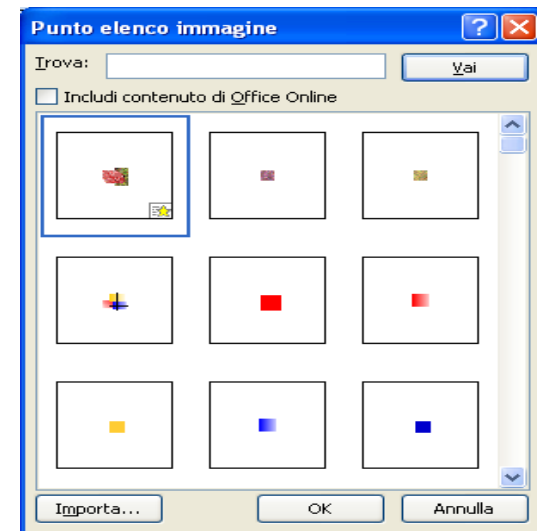 Punto elenco immagine
Trova: Vai
Includi contenuto di Office Online
Importa... OK Annulla